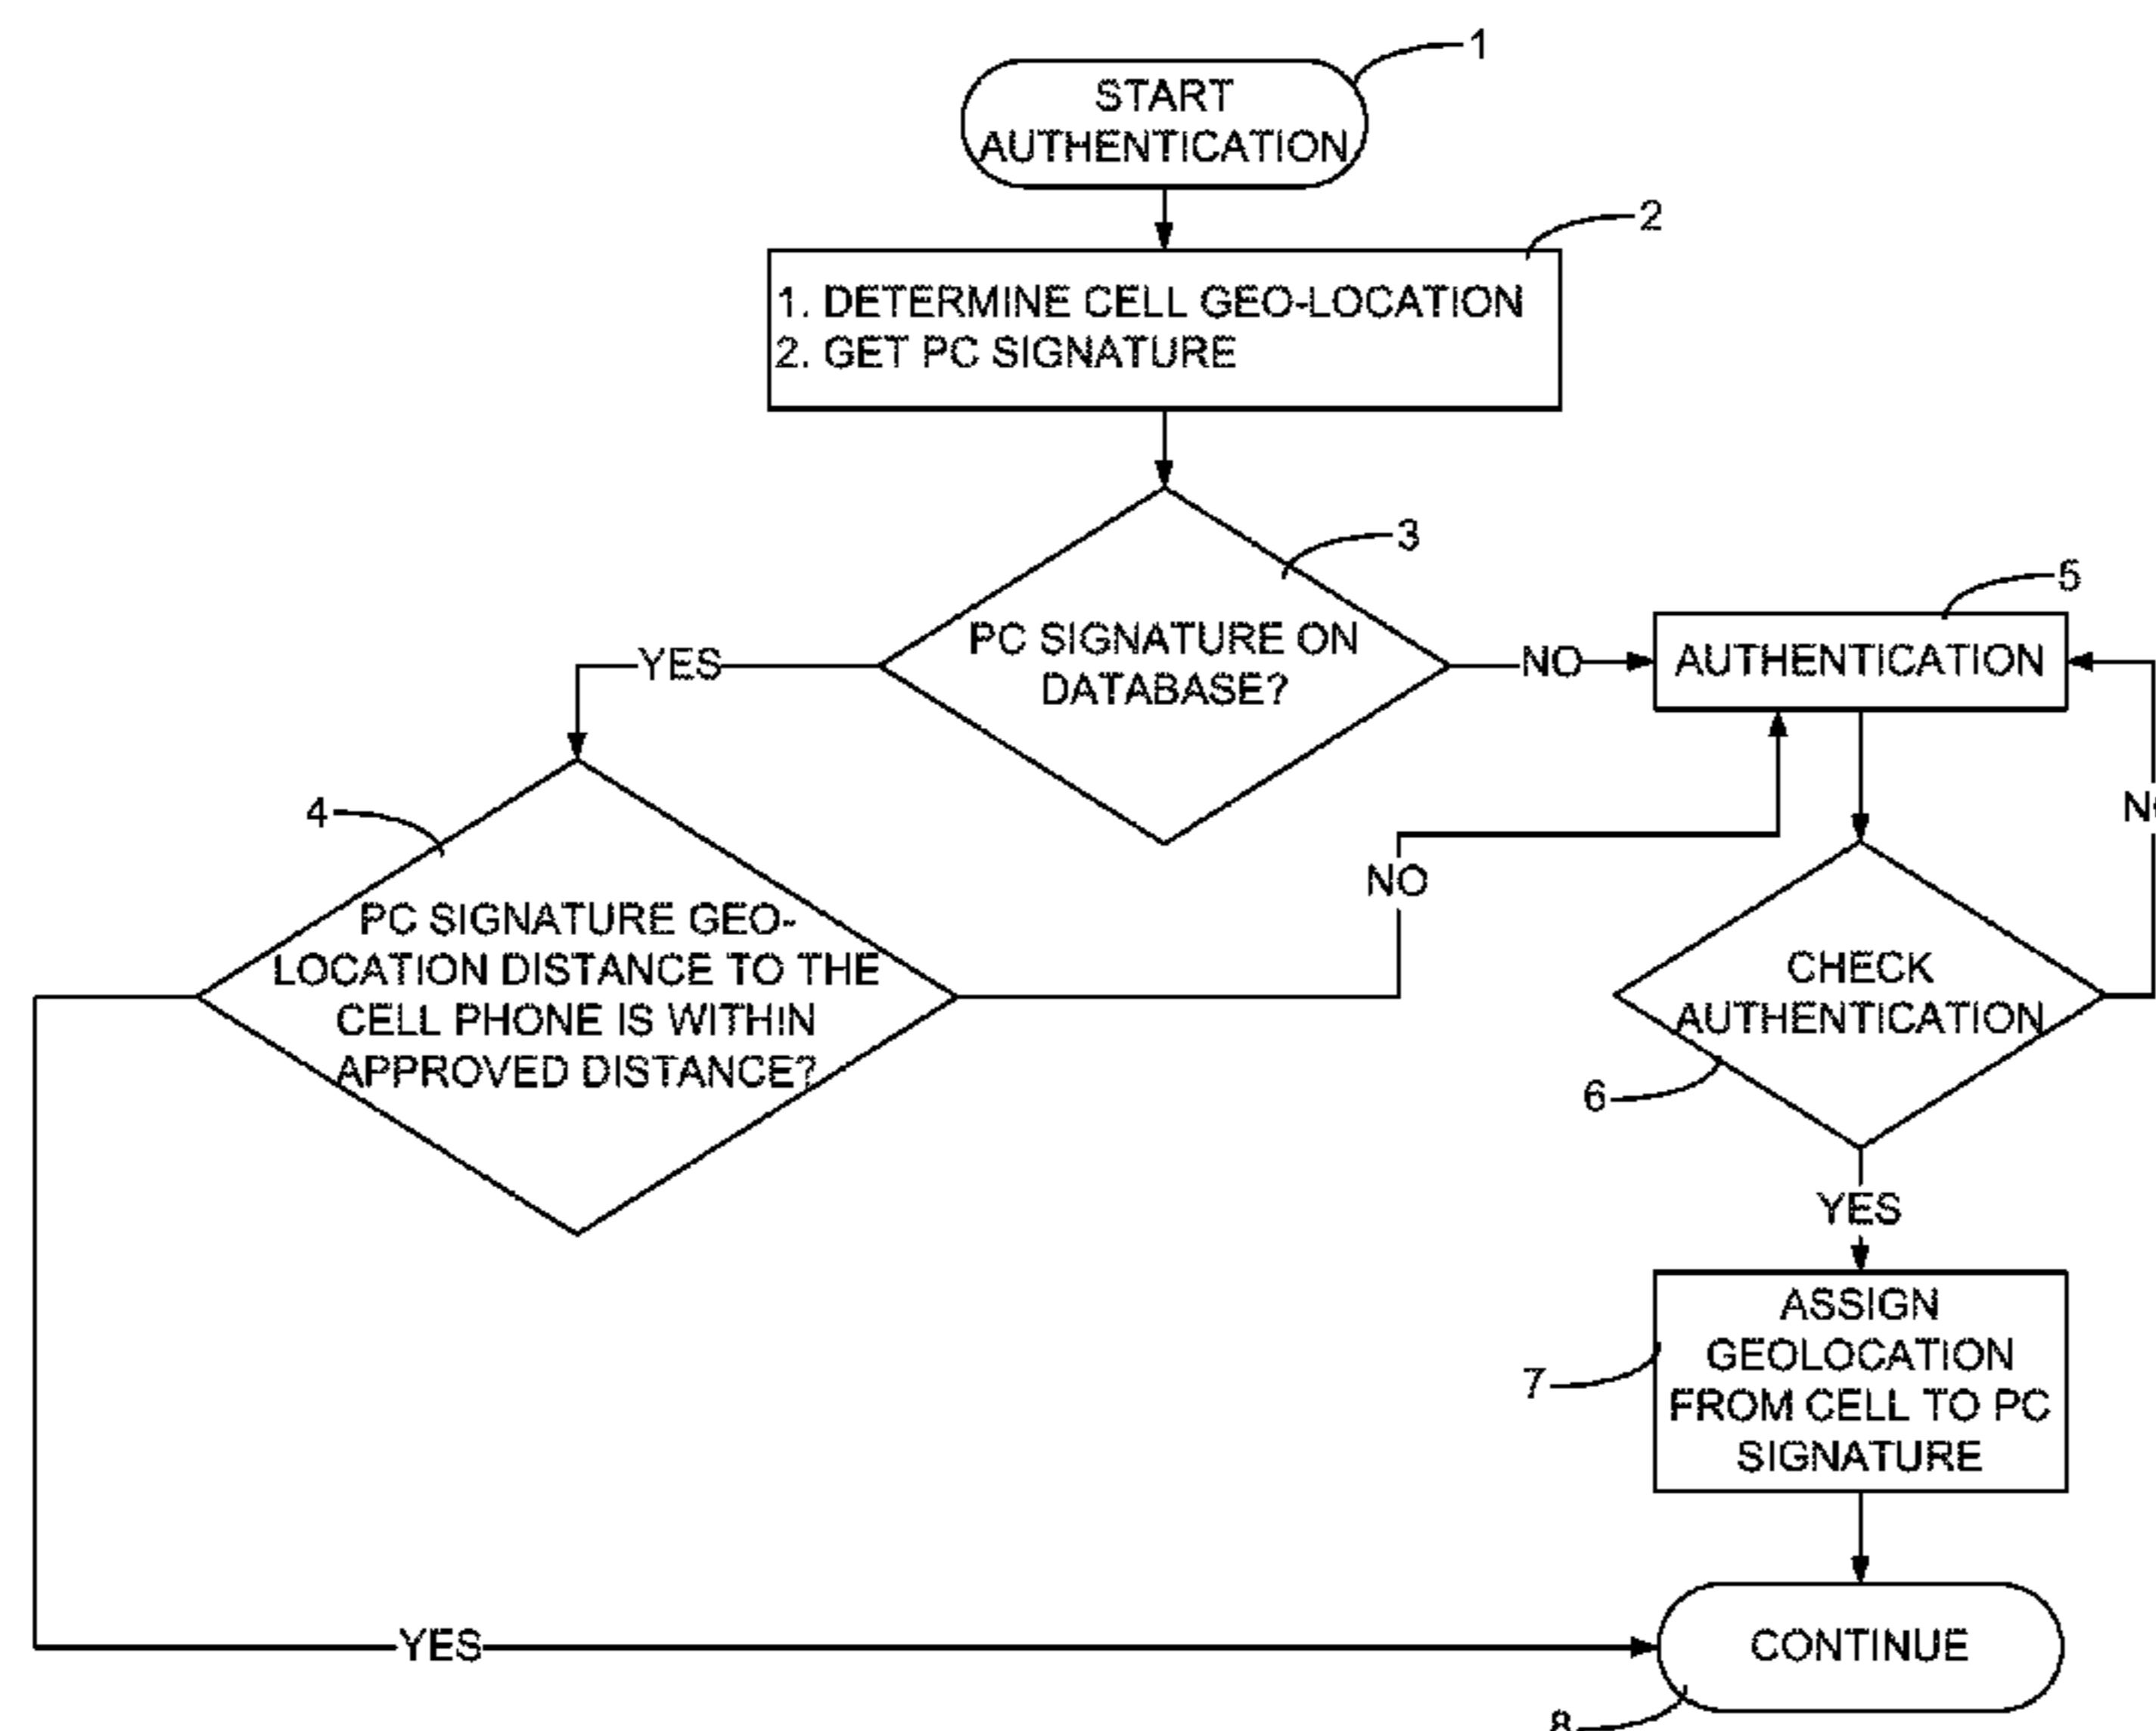 1
START
AUTHENTICATION
2
1. DETERMINE CELL GEO-LOCATION
2. GET PC SIGNATURE
3
PC SIGNATURE ON
DATABASE?
YES
NO
5
AUTHENTICATION
4
PC SIGNATURE GEO-
LOCATION DISTANCE TO THE
CELL PHONE IS WITHIN
APPROVED DISTANCE?
NO
CHECK
AUTHENTICATION
6
YES
7
ASSIGN
GEOLOCATION
FROM CELL TO PC
SIGNATURE
YES
CONTINUE
8